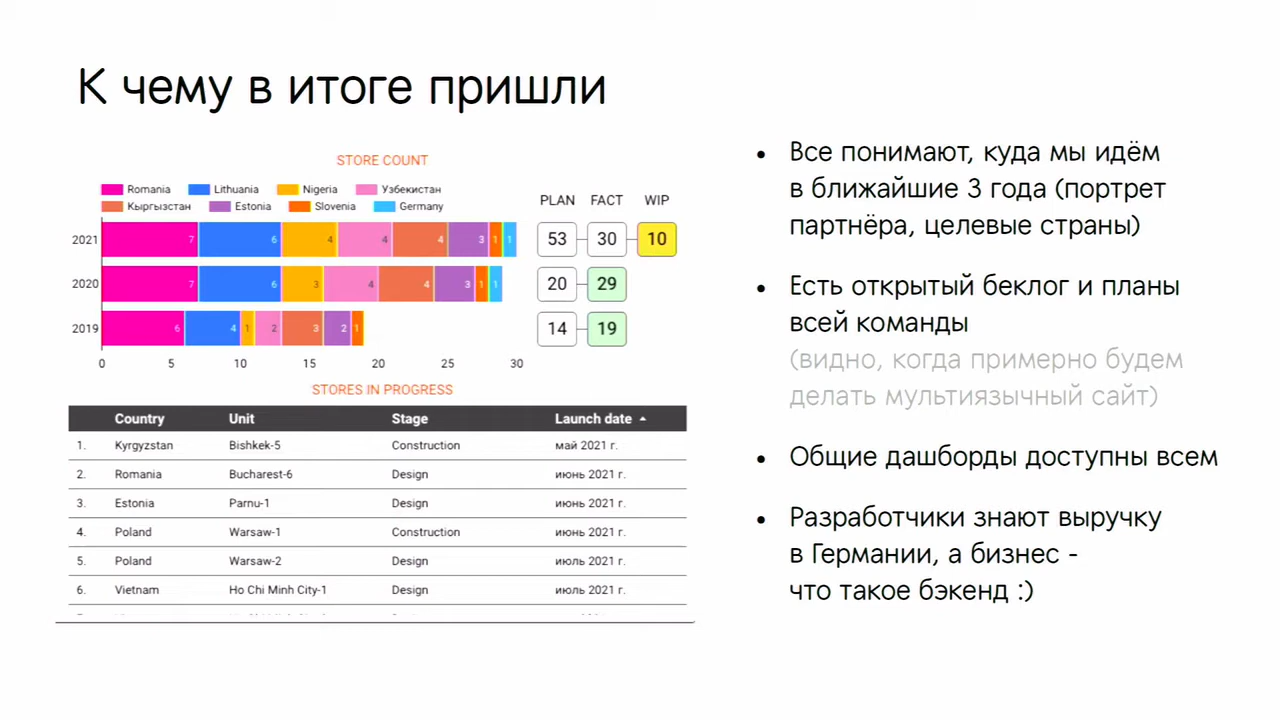 К чему в итоге пришли
STORE COUNT
Romania Lithuania Nigeria Узбекистан
Кыргызстан Estonia Slovenia Germany
PLAN FACT WIP
2021 7 6 4 4 4 3 1 1 53 30 10
2020 7 6 3 4 4 3 1 1 20 29
2019 6 4 1 2 3 2 1 14 19
0 5 10 15 20 25 30
STORES IN PROGRESS
Country Unit Stage Launch date
1. Kyrgyzstan Bishkek-5 Construction май 2021 г.
2. Romania Bucharest-6 Design июнь 2021 г.
3. Estonia Parnu-1 Design июнь 2021 г.
4. Poland Warsaw-1 Construction июнь 2021 г.
5. Poland Warsaw-2 Design июль 2021 г.
6. Vietnam Ho Chi Minh City-1 Design июль 2021 г.
• Все понимают, куда мы идём
в ближайшие 3 года (портрет
партнёра, целевые страны)
• Есть открытый беклог и планы
всей команды
(видно, когда примерно будем
делать мультиязычный сайт)
• Общие дашборды доступны всем
• Разработчики знают выручку
в Германии, а бизнес -
что такое бэкенд :)